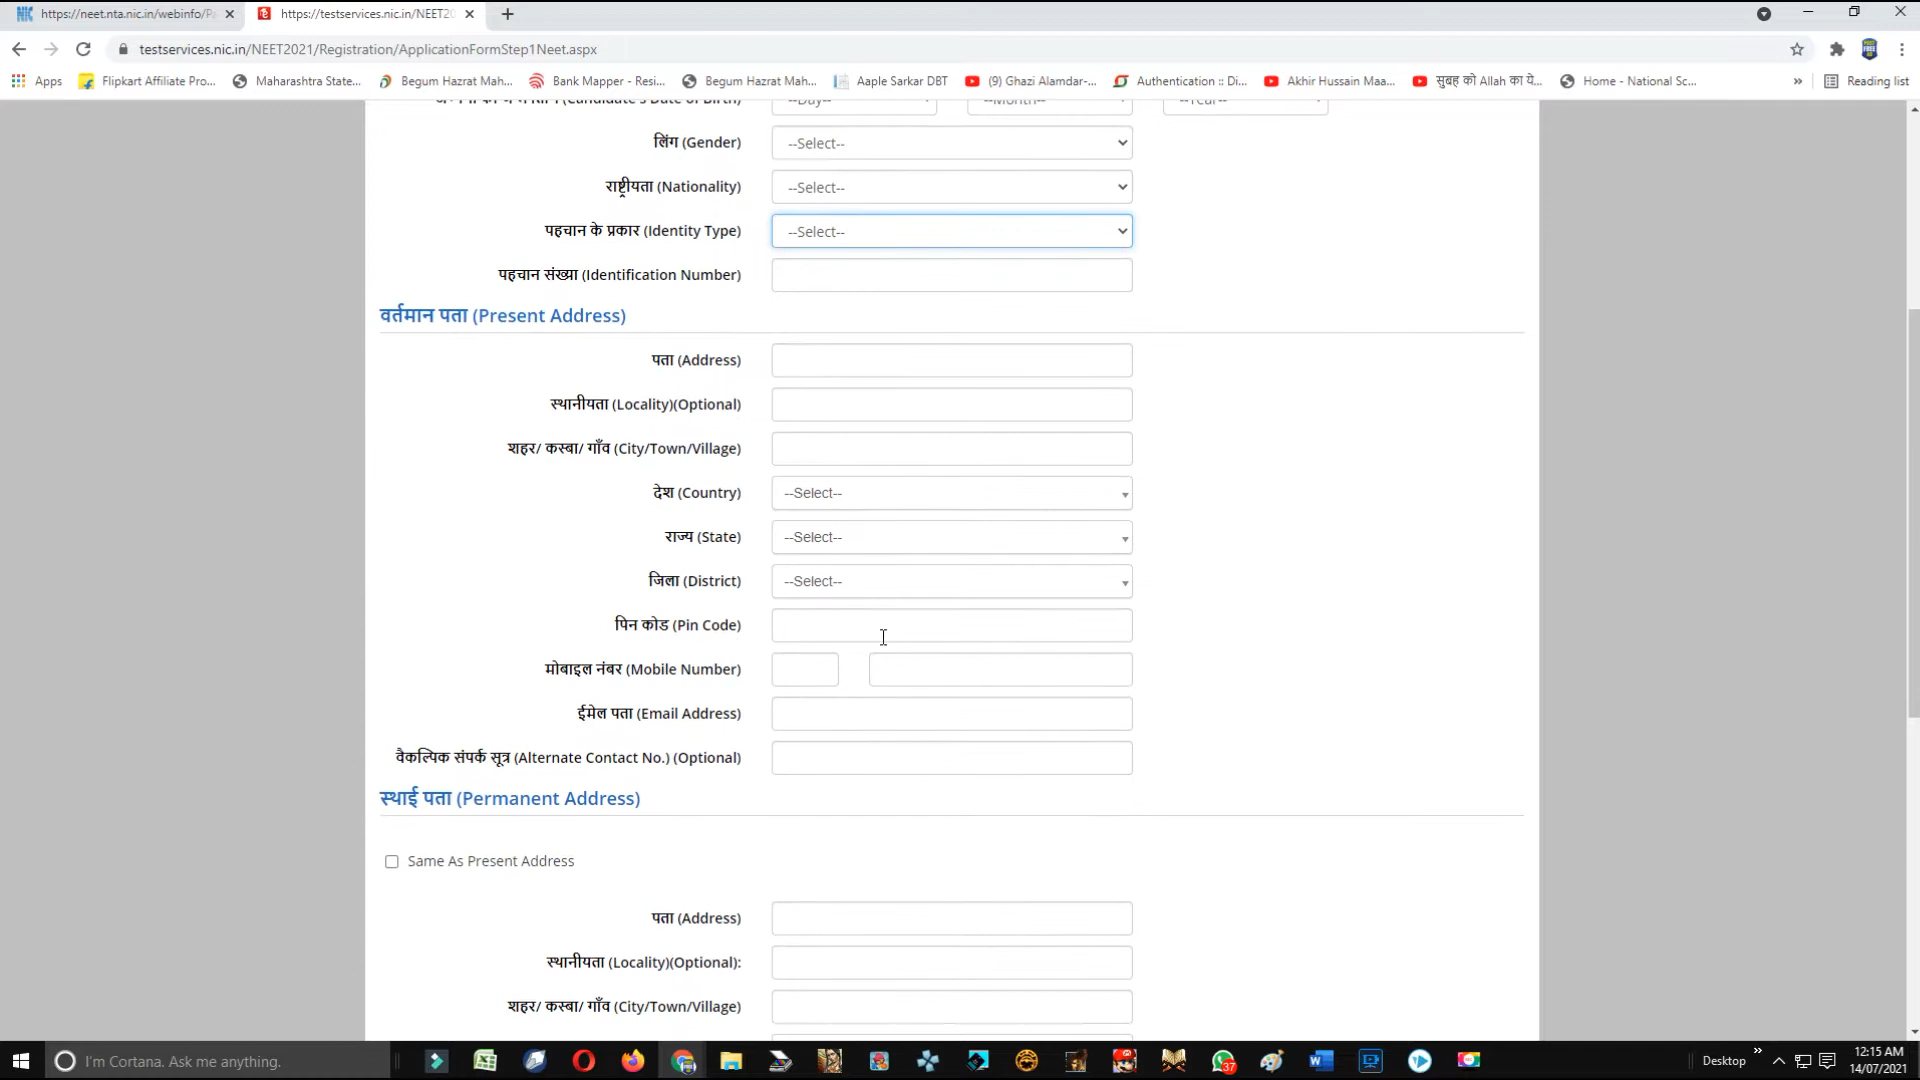 https://neet.nta.nic.in/webinfo/P
https://testservices.nic.in/NEET20
testservices.nic.in/NEET2021/Registration/ApplicationFormStep1Neet.aspx
Apps
Flipkart Affiliate Pro...
Maharashtra State...
Begum Hazrat Mah...
Bank Mapper - Resi...
Begum Hazrat Mah...
Aaple Sarkar DBT
(9) Ghazi Alamdar-...
Authentication :: Di...
Akhir Hussain Maa...
सुबह को Allah का ये...
Home - National Sc...
»
Reading list
(Candidate's Date of Birth) --Day-- --Month-- --Year--
लिंग (Gender) --Select--
राष्ट्रीयता (Nationality) --Select--
पहचान के प्रकार (Identity Type) --Select--
पहचान संख्या (Identification Number)
वर्तमान पता (Present Address)
पता (Address)
स्थानीयता (Locality)(Optional)
शहर/ कस्बा/ गाँव (City/Town/Village)
देश (Country) --Select--
राज्य (State) --Select--
जिला (District) --Select--
पिन कोड (Pin Code)
मोबाइल नंबर (Mobile Number)
ईमेल पता (Email Address)
वैकल्पिक संपर्क सूत्र (Alternate Contact No.) (Optional)
स्थाई पता (Permanent Address)
Same As Present Address
पता (Address)
स्थानीयता (Locality)(Optional):
शहर/ कस्बा/ गाँव (City/Town/Village)
I'm Cortana. Ask me anything.
37
Desktop »
12:15 AM
14/07/2021